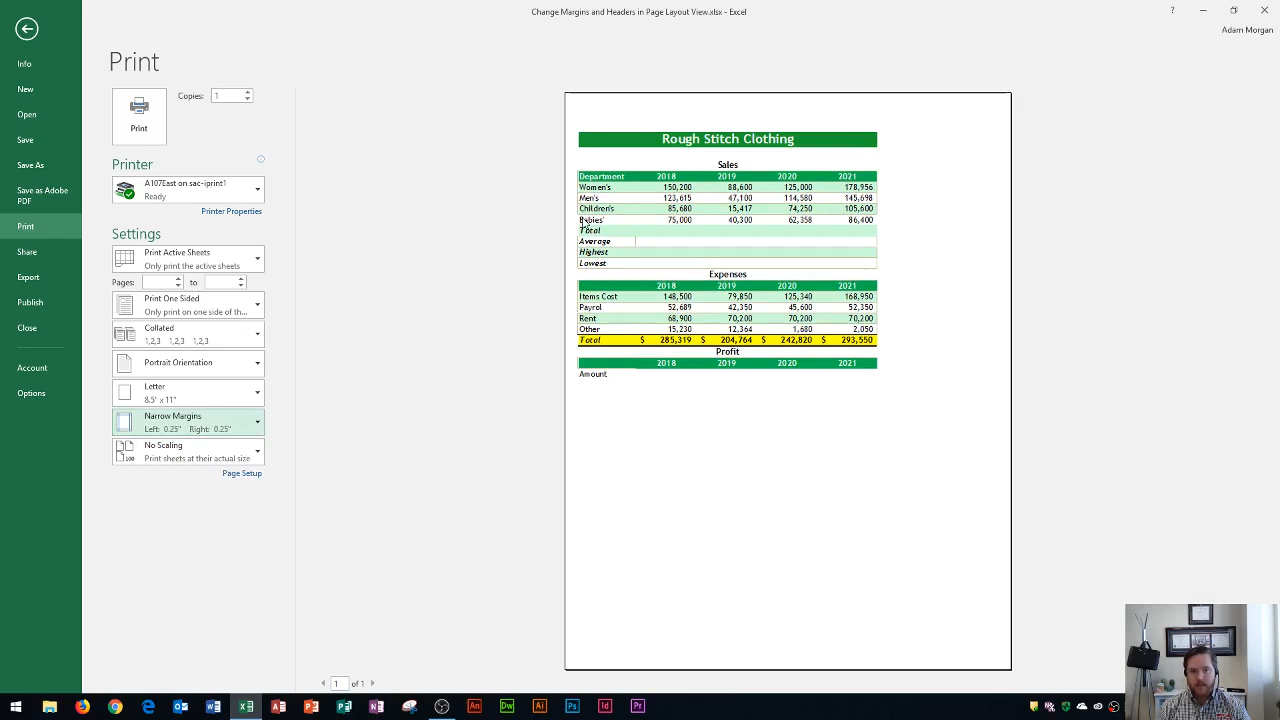 Change Margins and Headers in Page Layout View.xlsx - Excel
?
Adam Morgan
Info
New
Open
Save
Save As
Save as Adobe
PDF
Print
Share
Export
Publish
Close
Account
Options
Print
Print
Copies: 1
Printer
A107East on sac-iprint1
Ready
Printer Properties
Settings
Print Active Sheets
Only print the active sheets
Pages: to
Print One Sided
Only print on one side of th...
Collated
1,2,3 1,2,3 1,2,3
Portrait Orientation
Letter
8.5" x 11"
Narrow Margins
Left: 0.25" Right: 0.25"
No Scaling
Print sheets at their actual size
100
Page Setup
Rough Stitch Clothing
Sales
Department 2018 2019 2020 2021
Women's 150,200 88,600 125,000 178,956
Men's 123,615 47,100 114,580 145,698
Children's 85,680 15,417 74,250 105,600
Babies' 75,000 40,300 62,358 86,400
Total
Average
Highest
Lowest
Expenses
2018 2019 2020 2021
Items Cost 148,500 79,850 125,340 168,950
Payrol 52,689 42,350 45,600 52,350
Rent 68,900 70,200 70,200 70,200
Other 15,230 12,364 1,680 2,050
Total $ 285,319 $ 204,764 $ 242,820 $ 293,550
Profit
2018 2019 2020 2021
Amount
1 of 1
An Dw Ai Ps Id Pr